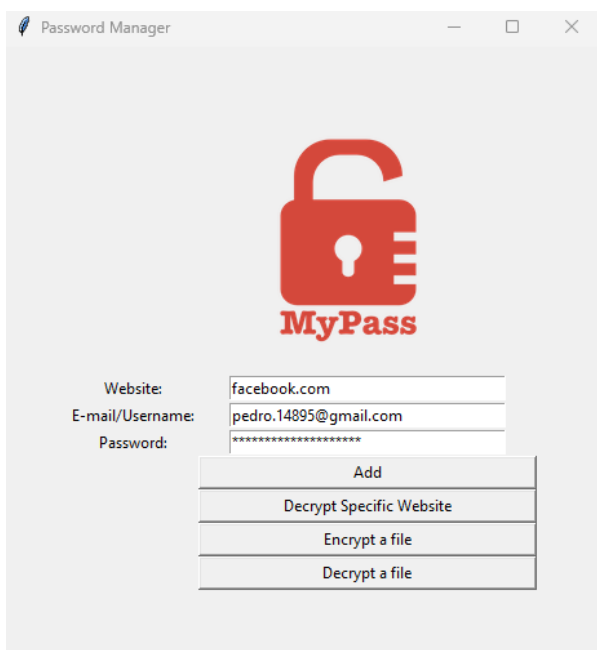 Password Manager
MyPass
Website: facebook.com
E-mail/Username: pedro.14895@gmail.com
Password: ********************
Add
Decrypt Specific Website
Encrypt a file
Decrypt a file